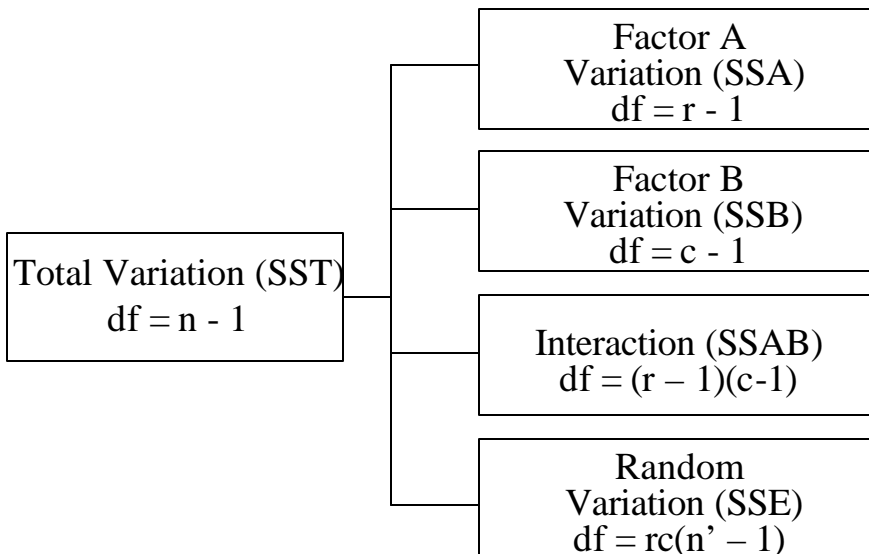 Total Variation (SST)
df = n - 1
Factor A
Variation (SSA)
df = r - 1
Factor B
Variation (SSB)
df = c - 1
Interaction (SSAB)
df = (r – 1)(c-1)
Random
Variation (SSE)
df = rc(n’ – 1)